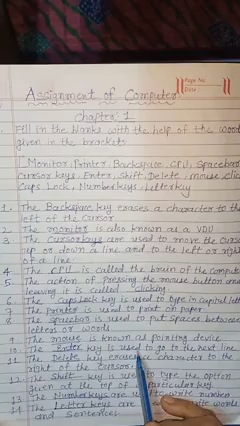 Page No
Date
Assignment of Computer
Chapter 1
Fill in the blanks with the help of the words
given in the brackets
Monitor, Printer, Backspace, CPU, Spacebar
Cursor keys, Enter, Shift, Delete, mouse, clic
Caps Lock, Number keys, Letter key
1. The Backspace key erases a character to the
left of the cursor
2. The monitor is also known as a VDU
3. The Cursor keys are used to move the cursor
up or down a line and to the left or right
of a line
4. The CPU is called the brain of the computer
5. The action of pressing the mouse button and
leaving it is called clicking.
6. The Caps Lock key is used to type in capital lett
7. The Printer is used to print on paper
8. The spacebar is used to put spaces between
letters or words
9. The mouse is known as pointing device
10. The Enter key is used to go to the next line
11. The Delete key erases a character to the
right of the cursor.
12. The Shift key is used to type the option
given at the top of a particular key
13. The Number keys are used to write number
14. The Letter keys are write words
and Sentences